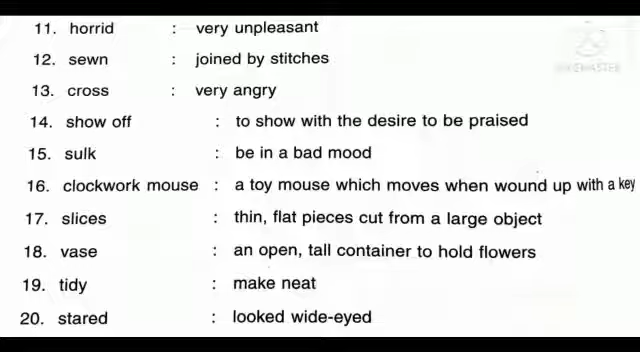 11. horrid : very unpleasant
12. sewn : joined by stitches
13. cross : very angry
14. show off : to show with the desire to be praised
15. sulk : be in a bad mood
16. clockwork mouse : a toy mouse which moves when wound up with a key
17. slices : thin, flat pieces cut from a large object
18. vase : an open, tall container to hold flowers
19. tidy : make neat
20. stared : looked wide-eyed